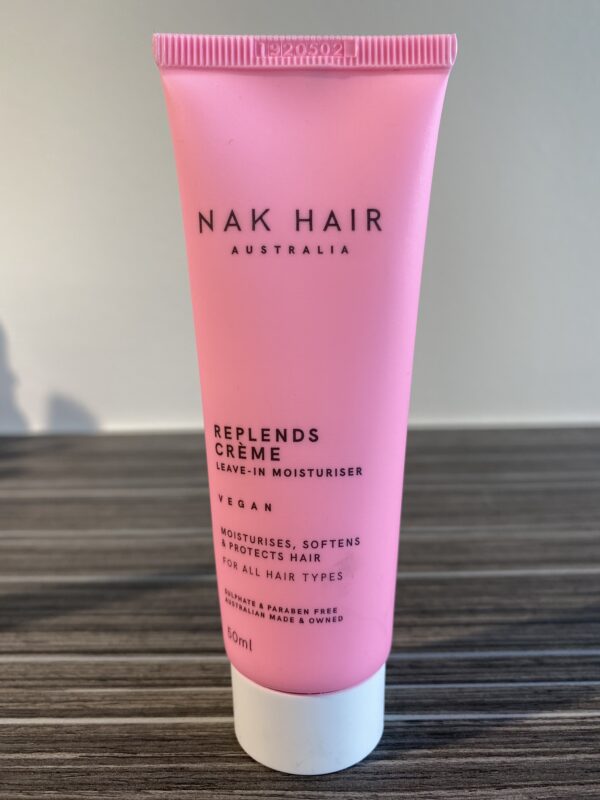 920502
NAK HAIR
AUSTRALIA
REPLENDS
CRÈME
LEAVE-IN MOISTURISER
VEGAN
MOISTURISES, SOFTENS
& PROTECTS HAIR
FOR ALL HAIR TYPES
SULPHATE & PARABEN FREE
AUSTRALIAN MADE & OWNED
50ml